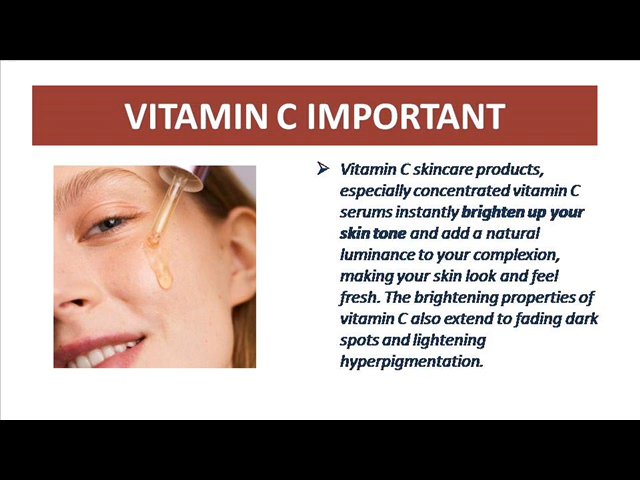 VITAMIN C IMPORTANT
Vitamin C skincare products,
especially concentrated vitamin C
serums instantly brighten up your
skin tone and add a natural
luminance to your complexion,
making your skin look and feel
fresh. The brightening properties of
vitamin C also extend to fading dark
spots and lightening
hyperpigmentation.